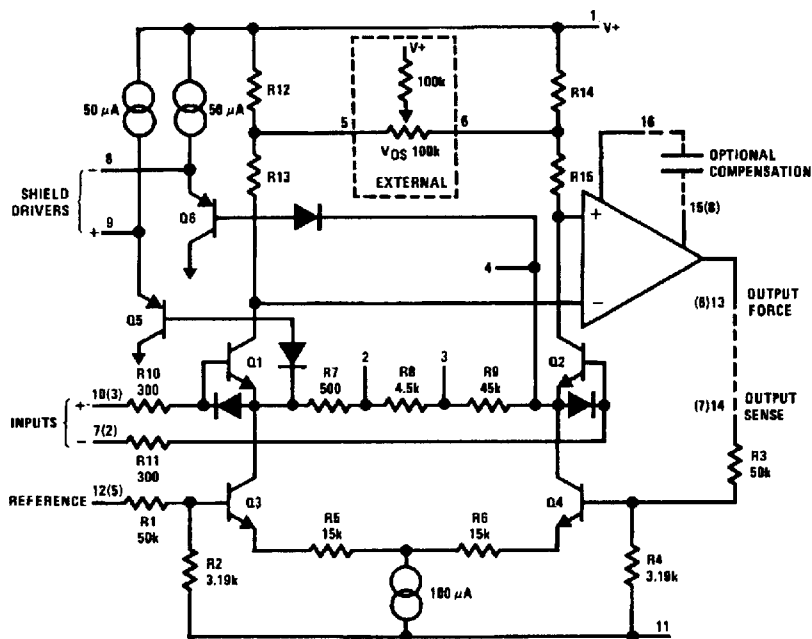 1
V+
50 µA
50 µA
R12
V+
100k
R14
5
6
VOS 100k
EXTERNAL
16
OPTIONAL
COMPENSATION
15(8)
8
R13
R15
SHIELD
DRIVERS
−
+
9
Q6
4
+
−
(6)13
OUTPUT
FORCE
Q5
R10
300
Q1
R7
500
2
R8
4.5k
3
R9
45k
Q2
10(3)
+
INPUTS
−
7(2)
R11
300
(7)14
OUTPUT
SENSE
R3
50k
REFERENCE
12(5)
R1
50k
Q3
Q4
R5
15k
R6
15k
R2
3.19k
R4
3.19k
180 µA
11